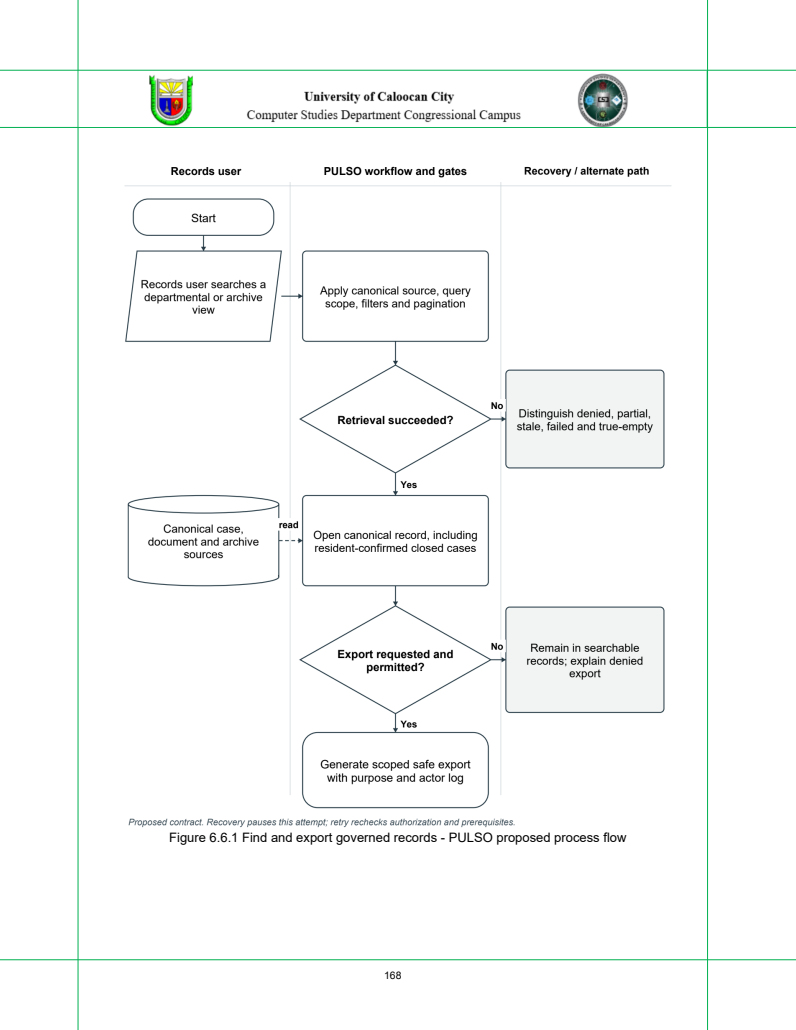 University of Caloocan City
Computer Studies Department Congressional Campus
Records user
PULSO workflow and gates
Recovery / alternate path
Start
Records user searches a
departmental or archive
view
Apply canonical source, query
scope, filters and pagination
Retrieval succeeded?
No
Distinguish denied, partial,
stale, failed and true-empty
Yes
Canonical case,
document and archive
sources
read
Open canonical record, including
resident-confirmed closed cases
Export requested and
permitted?
No
Remain in searchable
records; explain denied
export
Yes
Generate scoped safe export
with purpose and actor log
Proposed contract. Recovery pauses this attempt; retry rechecks authorization and prerequisites.
Figure 6.6.1 Find and export governed records - PULSO proposed process flow
168